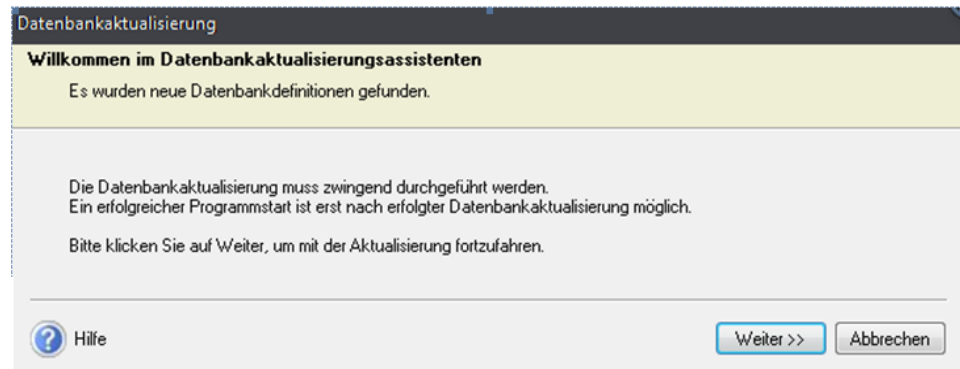 Datenbankaktualisierung
Willkommen im Datenbankaktualisierungsassistenten
Es wurden neue Datenbankdefinitionen gefunden.
Die Datenbankaktualisierung muss zwingend durchgeführt werden.
Ein erfolgreicher Programmstart ist erst nach erfolgter Datenbankaktualisierung möglich.
Bitte klicken Sie auf Weiter, um mit der Aktualisierung fortzufahren.
Hilfe
Weiter >>
Abbrechen